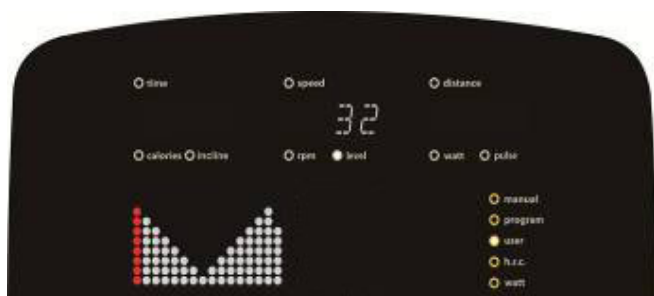 time speed distance
32
calories incline rpm level watt pulse
manual
program
user
h.r.c.
watt